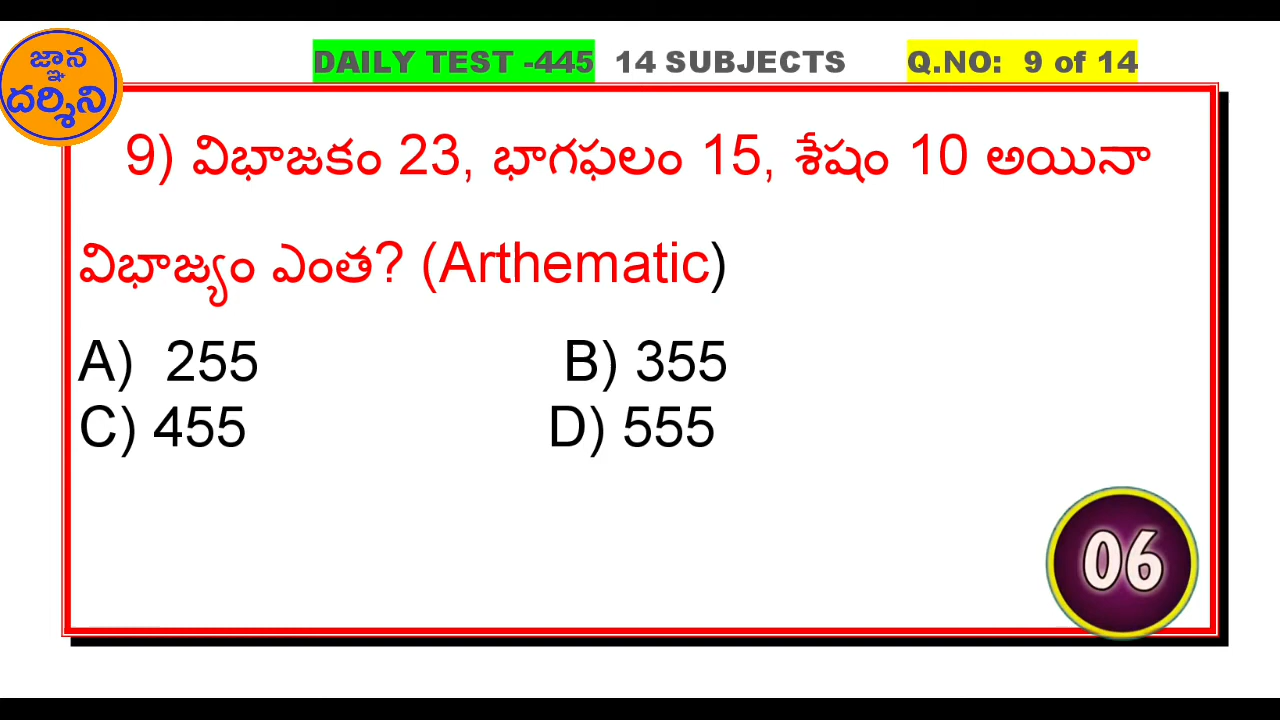 జ్ఞాన
దర్శిని
DAILY TEST -445 14 SUBJECTS Q.NO: 9 of 14
9) విభాజకం 23, భాగఫలం 15, శేషం 10 అయినా
విభాజ్యం ఎంత? (Arthematic)
A) 255 B) 355
C) 455 D) 555
06